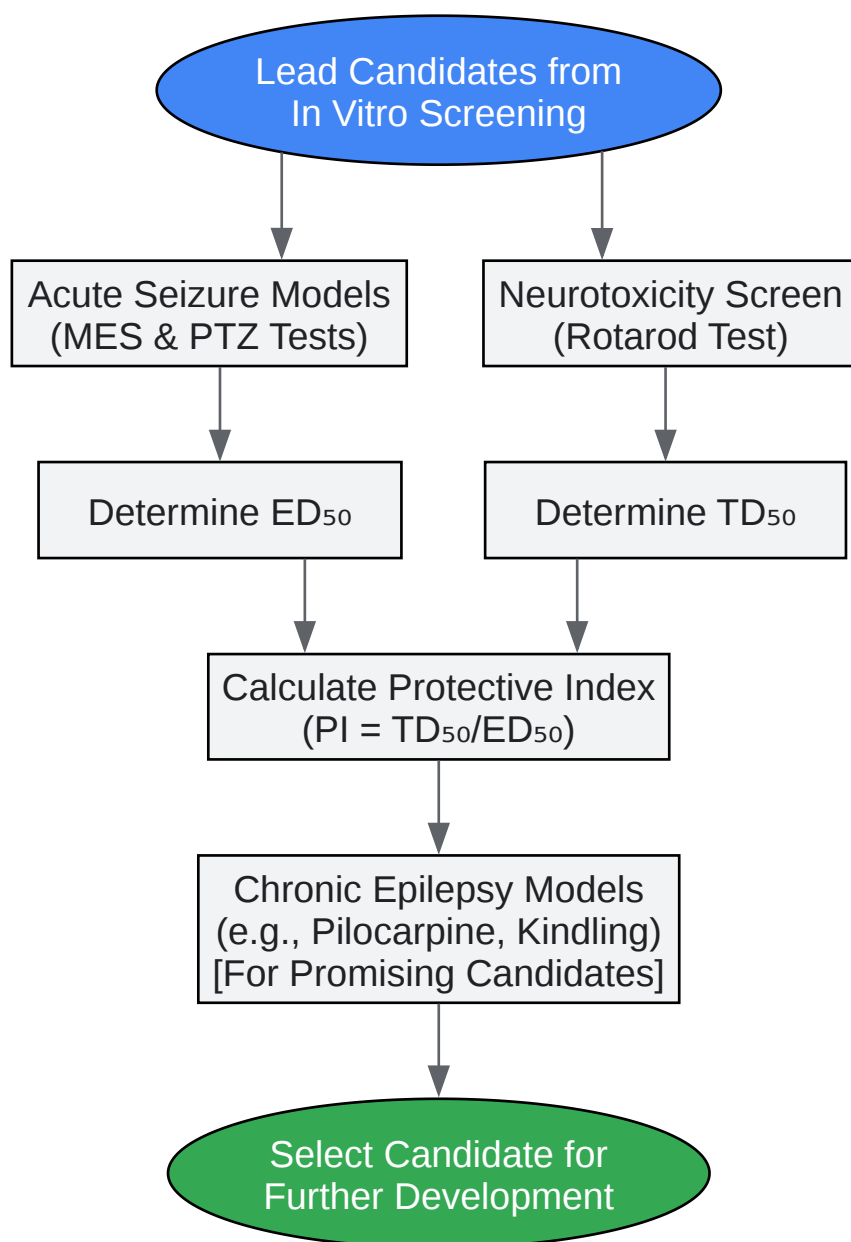 Lead Candidates from
In Vitro Screening
Acute Seizure Models
(MES & PTZ Tests)
Neurotoxicity Screen
(Rotarod Test)
Determine ED₅₀
Determine TD₅₀
Calculate Protective Index
(PI = TD₅₀/ED₅₀)
Chronic Epilepsy Models
(e.g., Pilocarpine, Kindling)
[For Promising Candidates]
Select Candidate for
Further Development